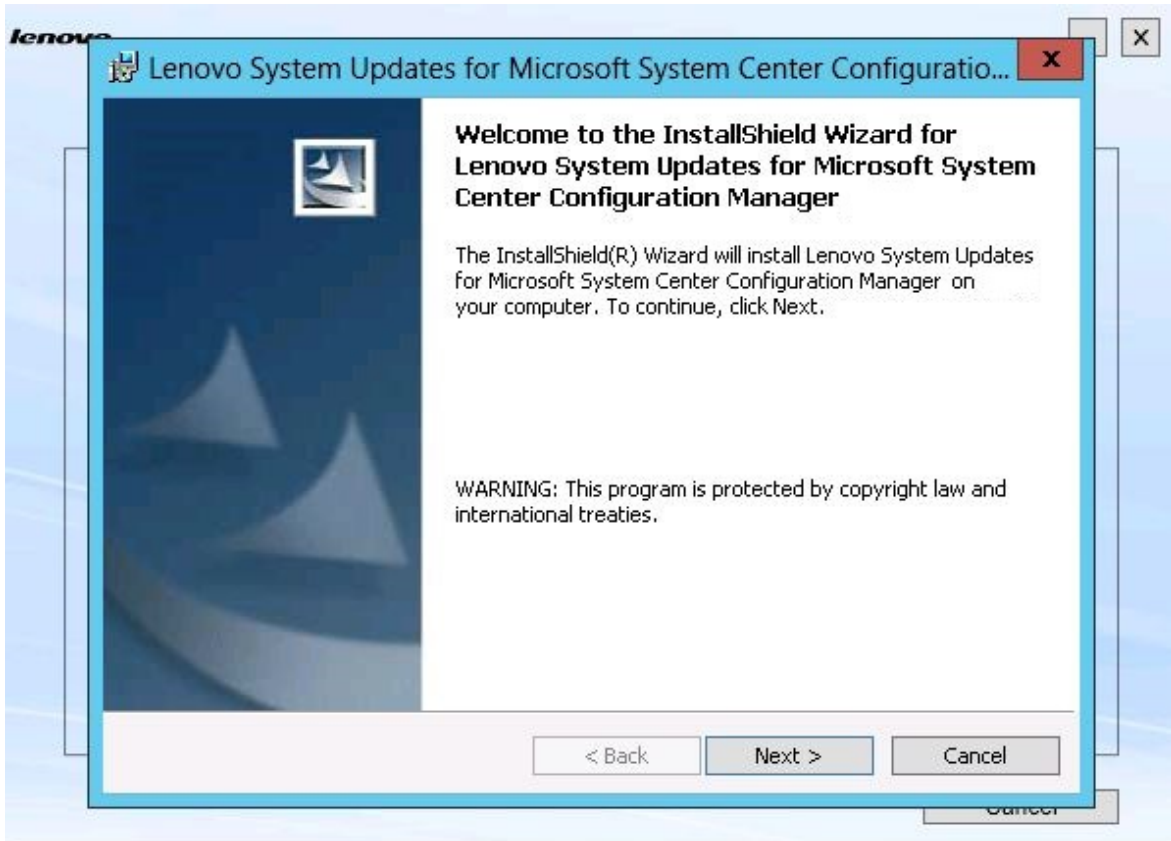 lenovo
Lenovo System Updates for Microsoft System Center Configuratio...
x
Welcome to the InstallShield Wizard for
Lenovo System Updates for Microsoft System
Center Configuration Manager
The InstallShield(R) Wizard will install Lenovo System Updates
for Microsoft System Center Configuration Manager on
your computer. To continue, click Next.
WARNING: This program is protected by copyright law and
international treaties.
< Back Next > Cancel
Cancel